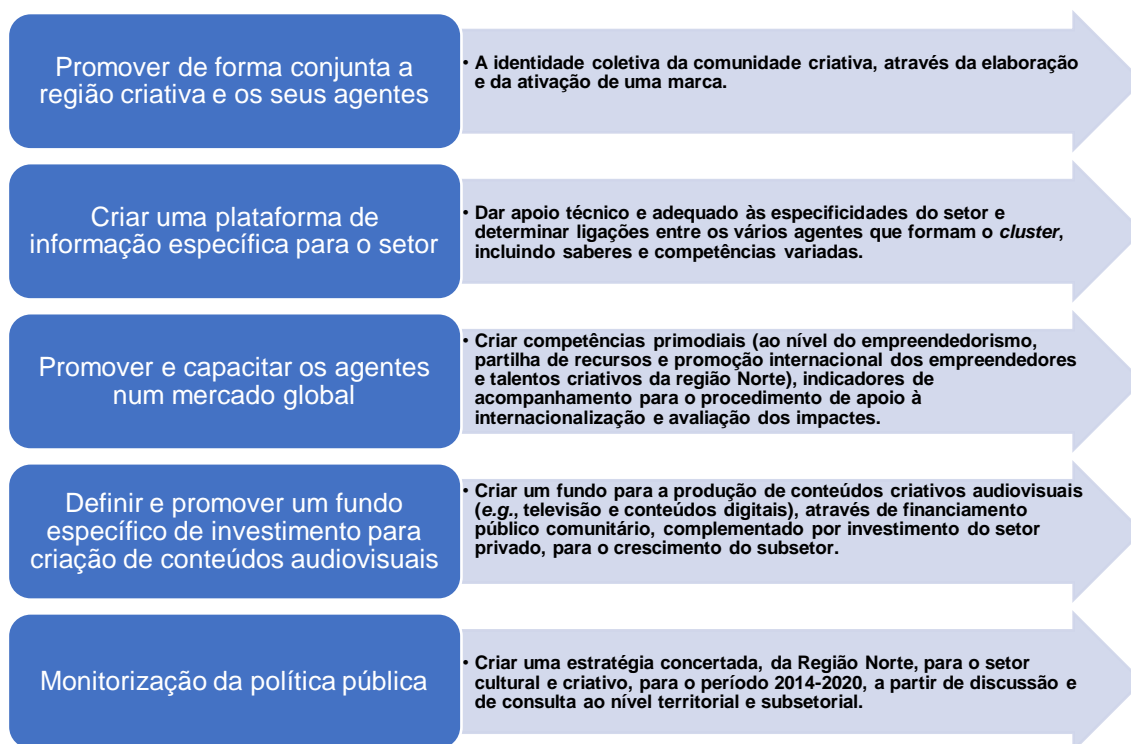 Promover de forma conjunta a
região criativa e os seus agentes
• A identidade coletiva da comunidade criativa, através da elaboração
e da ativação de uma marca.
Criar uma plataforma de
informação específica para o setor
• Dar apoio técnico e adequado às especificidades do setor e
determinar ligações entre os vários agentes que formam o cluster,
incluindo saberes e competências variadas.
Promover e capacitar os agentes
num mercado global
• Criar competências primodiais (ao nível do empreendedorismo,
partilha de recursos e promoção internacional dos empreendedores
e talentos criativos da região Norte), indicadores de
acompanhamento para o procedimento de apoio à
internacionalização e avaliação dos impactes.
Definir e promover um fundo
específico de investimento para
criação de conteúdos audiovisuais
• Criar um fundo para a produção de conteúdos criativos audiovisuais
(e.g., televisão e conteúdos digitais), através de financiamento
público comunitário, complementado por investimento do setor
privado, para o crescimento do subsetor.
Monitorização da política pública
• Criar uma estratégia concertada, da Região Norte, para o setor
cultural e criativo, para o período 2014-2020, a partir de discussão e
de consulta ao nível territorial e subsetorial.